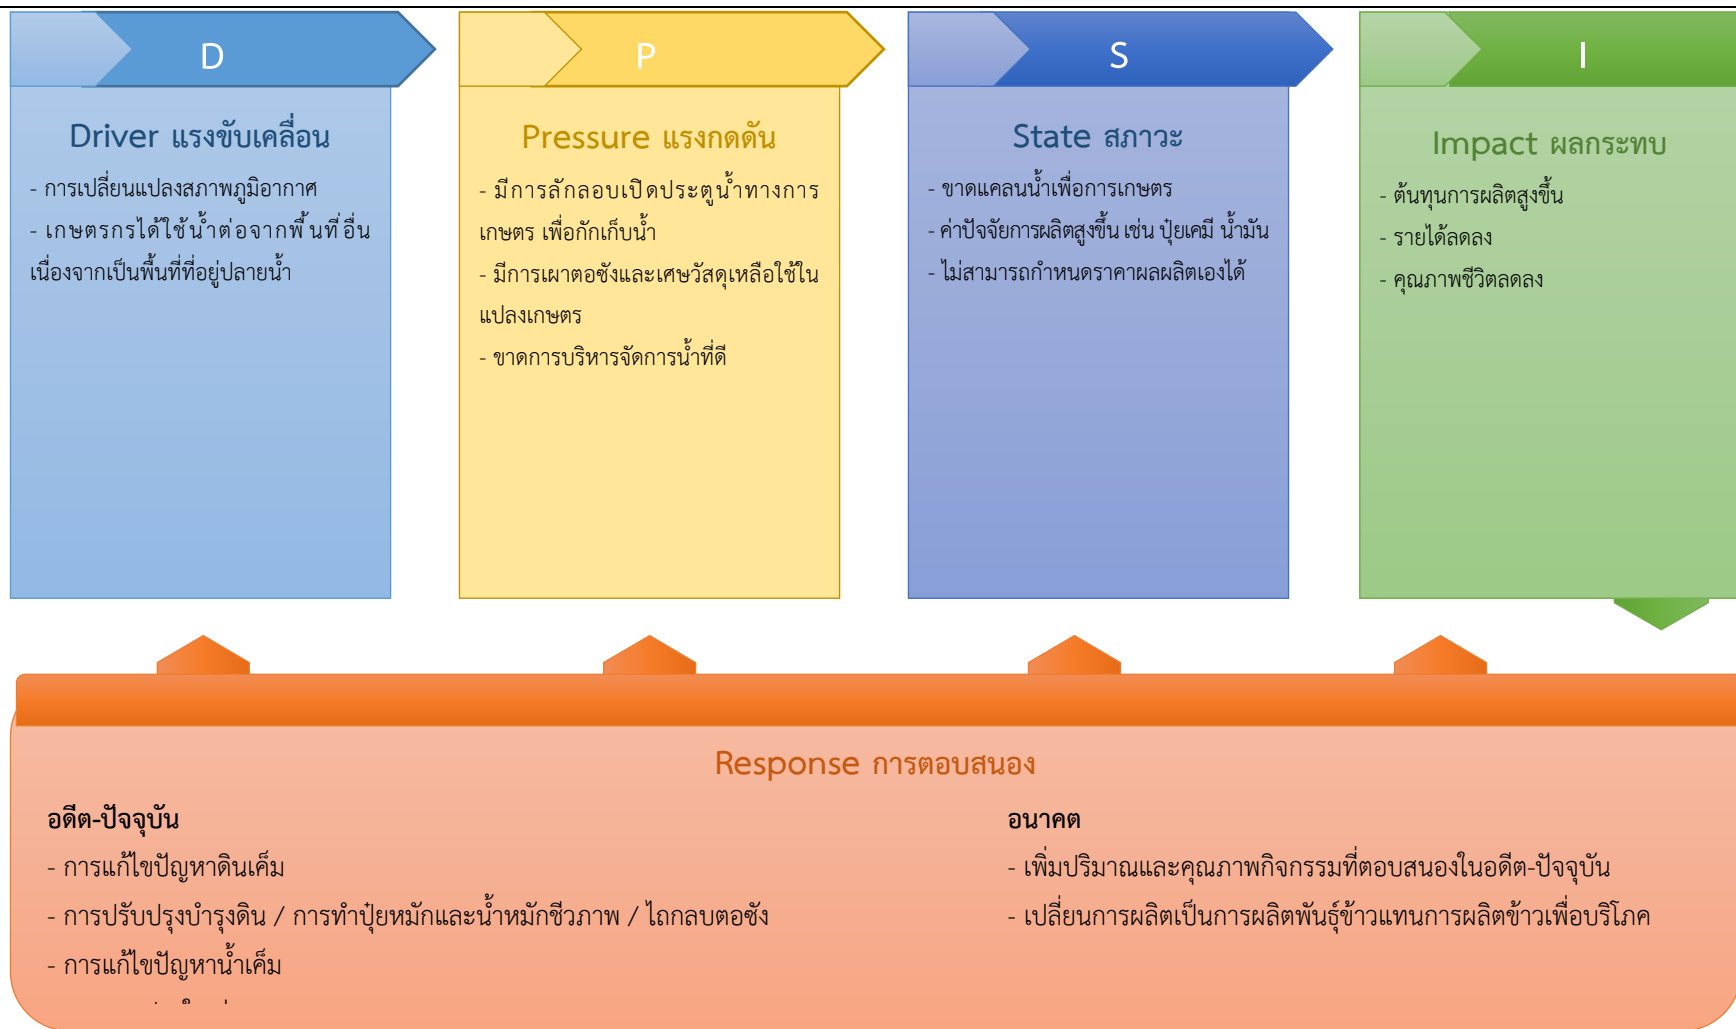 D
P
S
I
Driver แรงขับเคลื่อน
- การเปลี่ยนแปลงสภาพภูมิอากาศ
- เกษตรกรได้ใช้น้ำต่อจากพื้นที่อื่น
เนื่องจากเป็นพื้นที่ที่อยู่ปลายน้ำ
Pressure แรงกดดัน
- มีการลักลอบเปิดประตูน้ำทางการ
เกษตร เพื่อกักเก็บน้ำ
- มีการเผาตอซังและเศษวัสดุเหลือใช้ใน
แปลงเกษตร
- ขาดการบริหารจัดการน้ำที่ดี
State สภาวะ
- ขาดแคลนน้ำเพื่อการเกษตร
- ค่าปัจจัยการผลิตสูงขึ้น เช่น ปุ๋ยเคมี น้ำมัน
- ไม่สามารถกำหนดราคาผลผลิตเองได้
Impact ผลกระทบ
- ต้นทุนการผลิตสูงขึ้น
- รายได้ลดลง
- คุณภาพชีวิตลดลง
Response การตอบสนอง
อดีต-ปัจจุบัน
- การแก้ไขปัญหาดินเค็ม
- การปรับปรุงบำรุงดิน / การทำปุ๋ยหมักและน้ำหมักชีวภาพ / ไถกลบตอซัง
- การแก้ไขปัญหาน้ำเค็ม
อนาคต
- เพิ่มปริมาณและคุณภาพกิจกรรมที่ตอบสนองในอดีต-ปัจจุบัน
- เปลี่ยนการผลิตเป็นการผลิตพันธุ์ข้าวแทนการผลิตข้าวเพื่อบริโภค